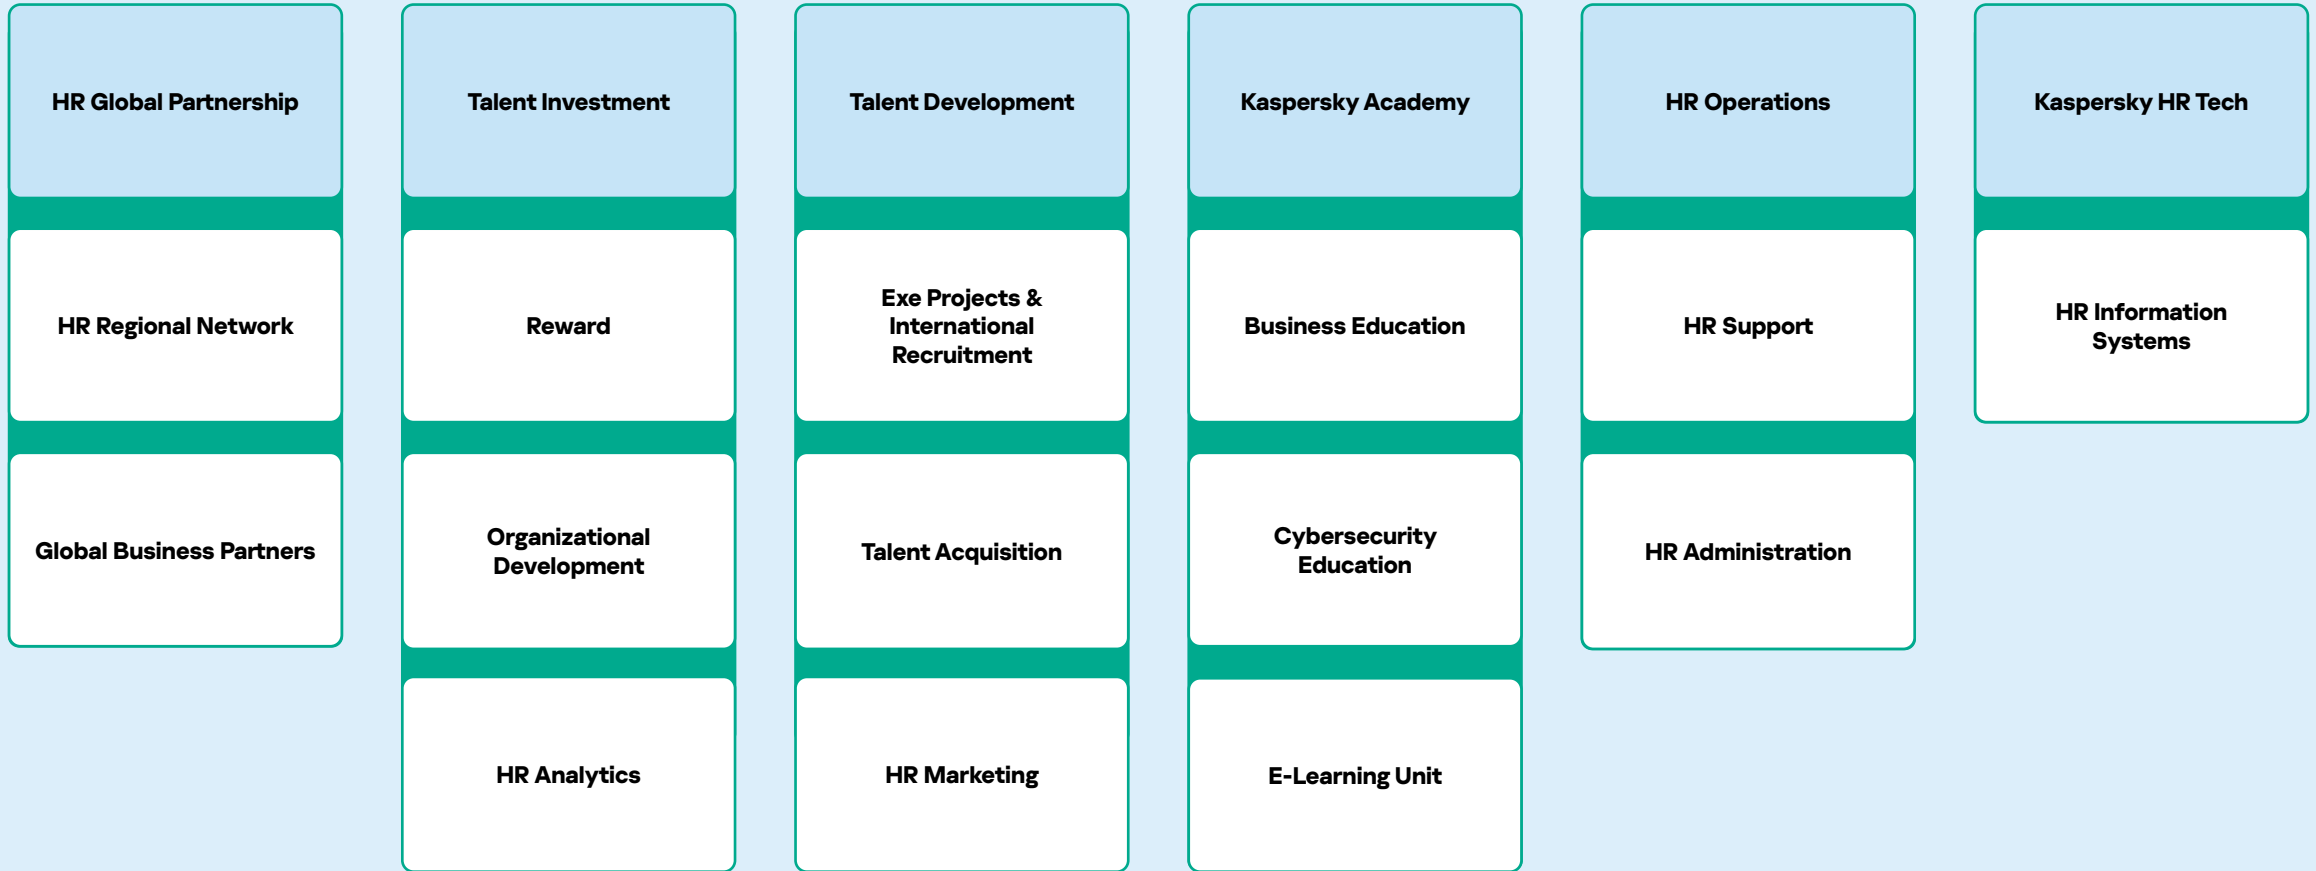 HR Global Partnership
HR Regional Network
Global Business Partners
Talent Investment
Reward
Organizational
Development
HR Analytics
Talent Development
Exe Projects &
International
Recruitment
Talent Acquisition
HR Marketing
Kaspersky Academy
Business Education
Cybersecurity
Education
E-Learning Unit
HR Operations
HR Support
HR Administration
Kaspersky HR Tech
HR Information
Systems